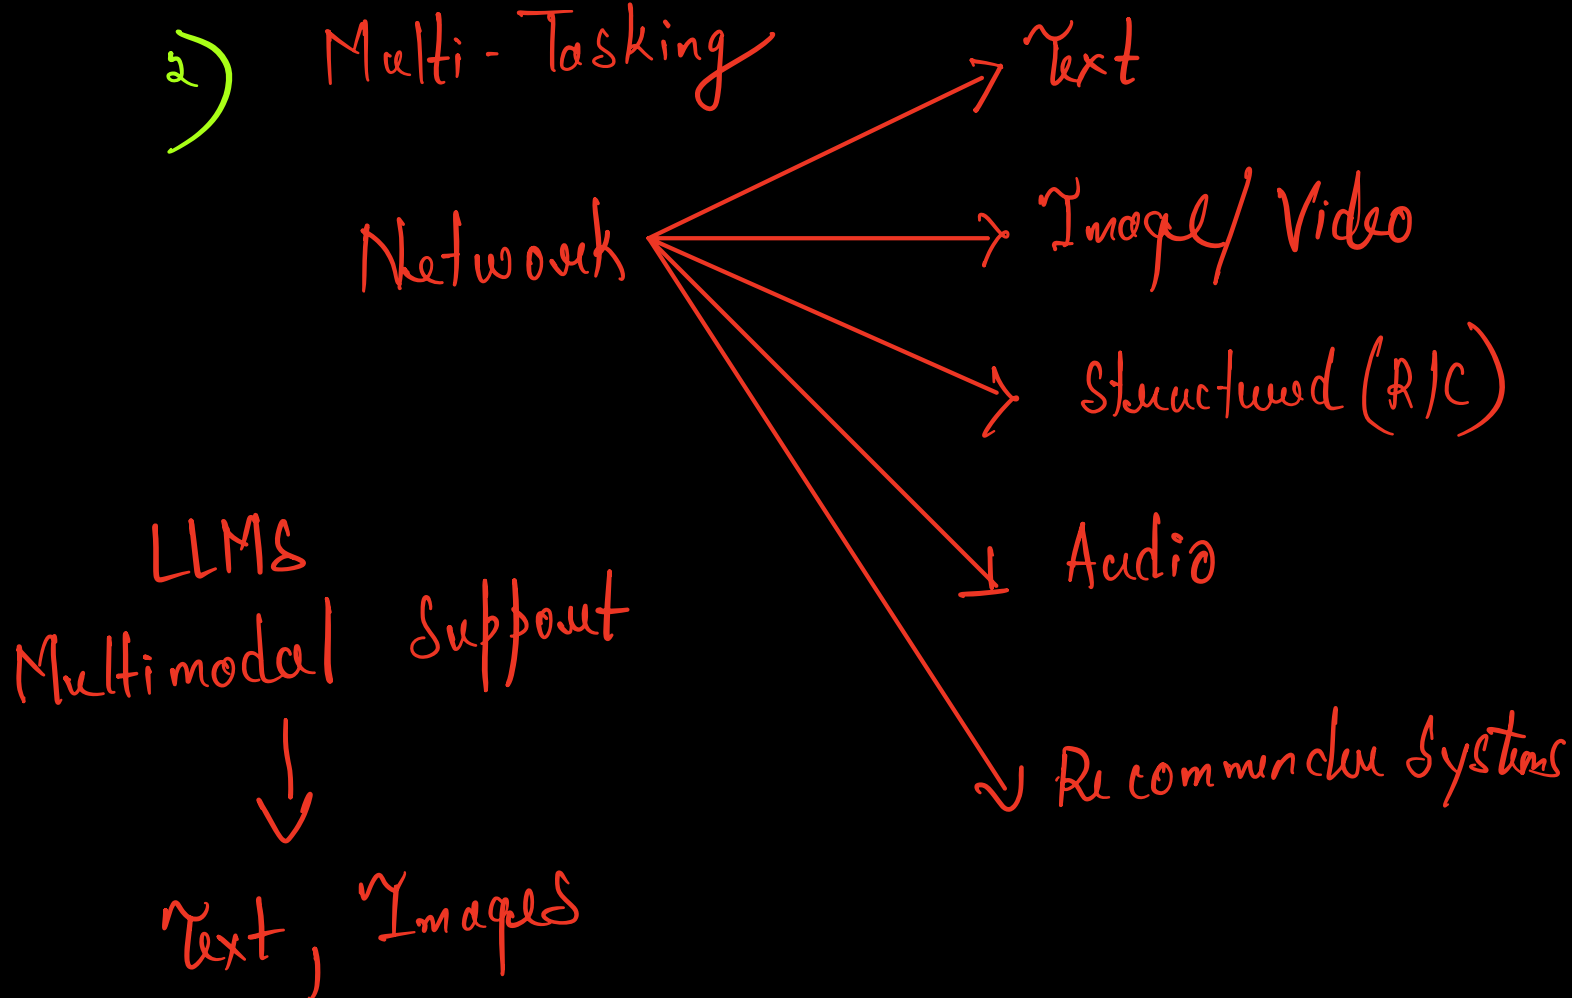 2) Multi-Tasking
Text
Network
Image/Video
Structured (R/C)
LLMs
Audio
Multimodal Support
Recommender Systems
Text, Images